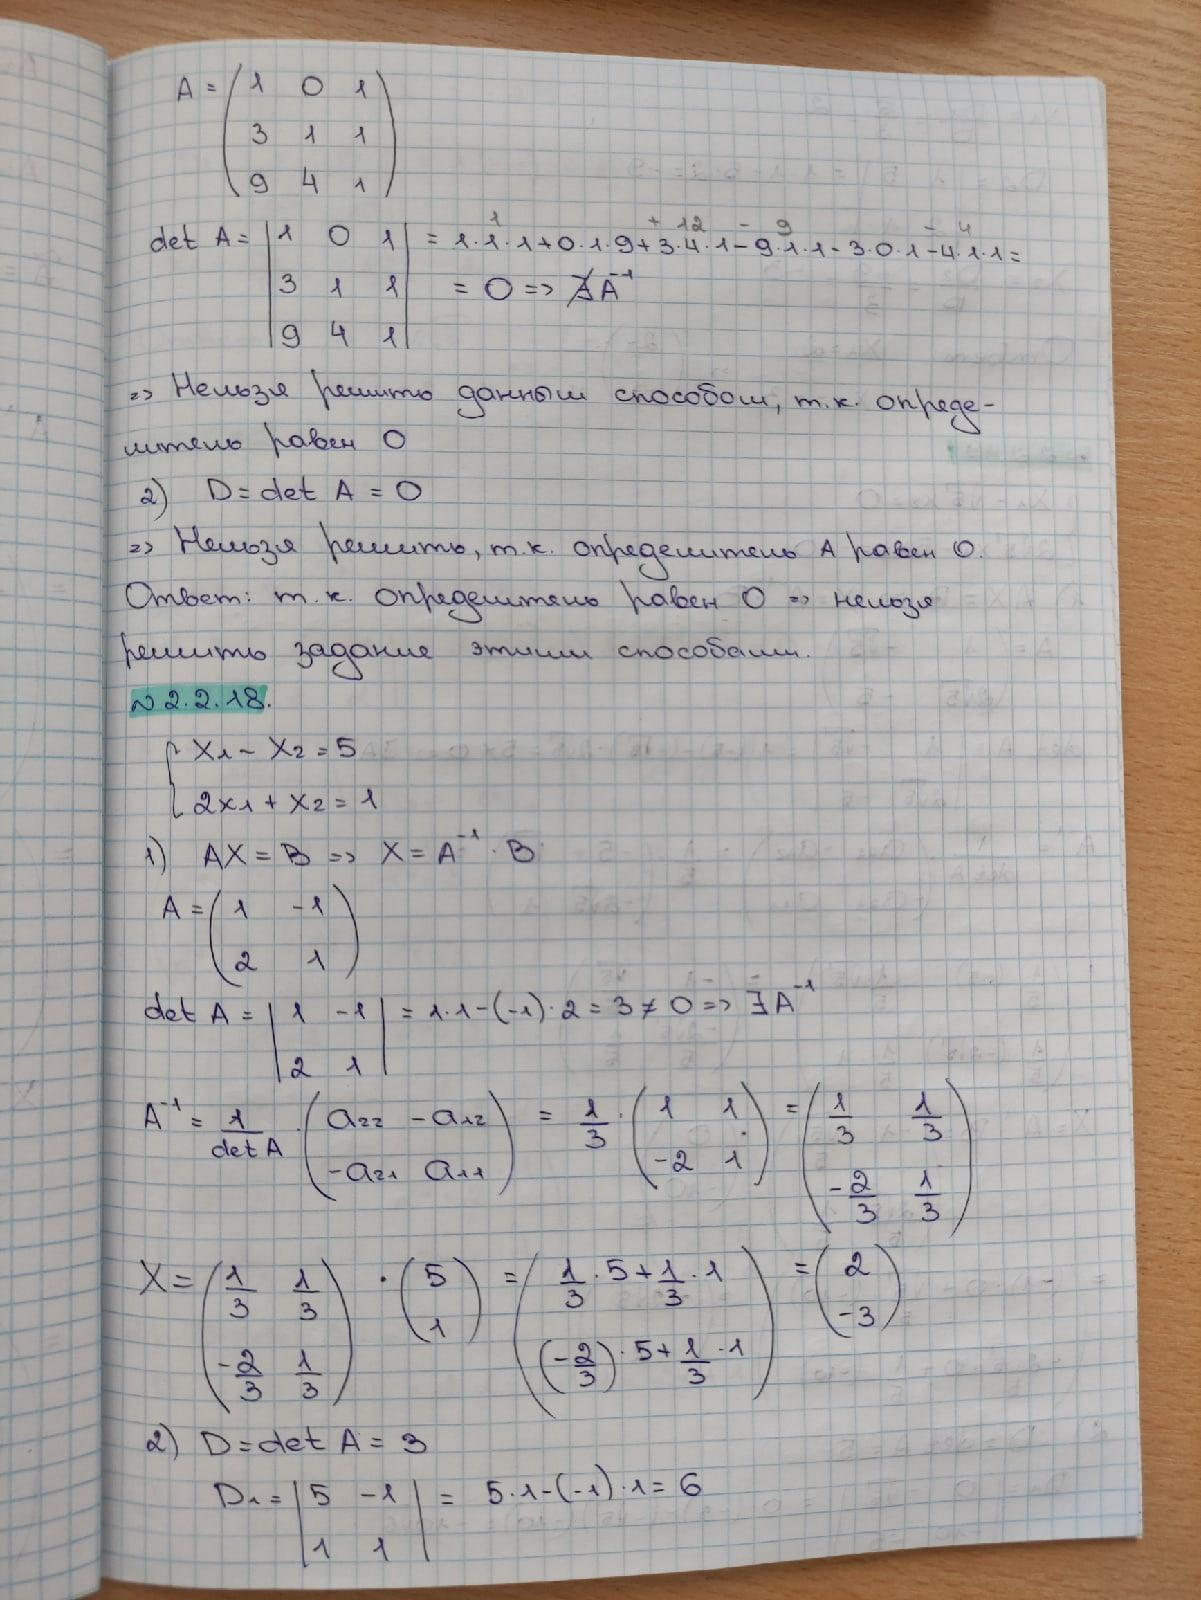 A = (1 0 1
3 1 1
9 4 1)
1 + 12 - 9 - 4
det A = |1 0 1| = 1·1·1+0·1·9+3·4·1-9·1·1-3·0·1-4·1·1=
3 1 1 = 0 => ∄A⁻¹
9 4 1
=> Нельзя решить данным способом, т.к. опреде-
литель равен 0
2) D = det A = 0
=> Нельзя решить, т.к. определитель A равен 0.
Ответ: т.к. определитель равен 0 => нельзя
решить задание этими способами.
№2.2.18.
{ x₁ - x₂ = 5
2x₁ + x₂ = 1
1) AX = B => X = A⁻¹ · B
A = (1 -1
2 1)
det A = |1 -1| = 1·1-(-1)·2 = 3 ≠ 0 => ∃A⁻¹
2 1
A⁻¹ = 1/det A · (a₂₂ -a₁₂ = 1/3 · (1 1 = (1/3 1/3
-a₂₁ a₁₁) -2 1) -2/3 1/3)
X = (1/3 1/3 · (5 = (1/3 · 5 + 1/3 · 1 = (2
-2/3 1/3) 1) (-2/3) · 5 + 1/3 · 1) -3)
2) D = det A = 3
D₁ = |5 -1| = 5·1-(-1)·1 = 6
1 1